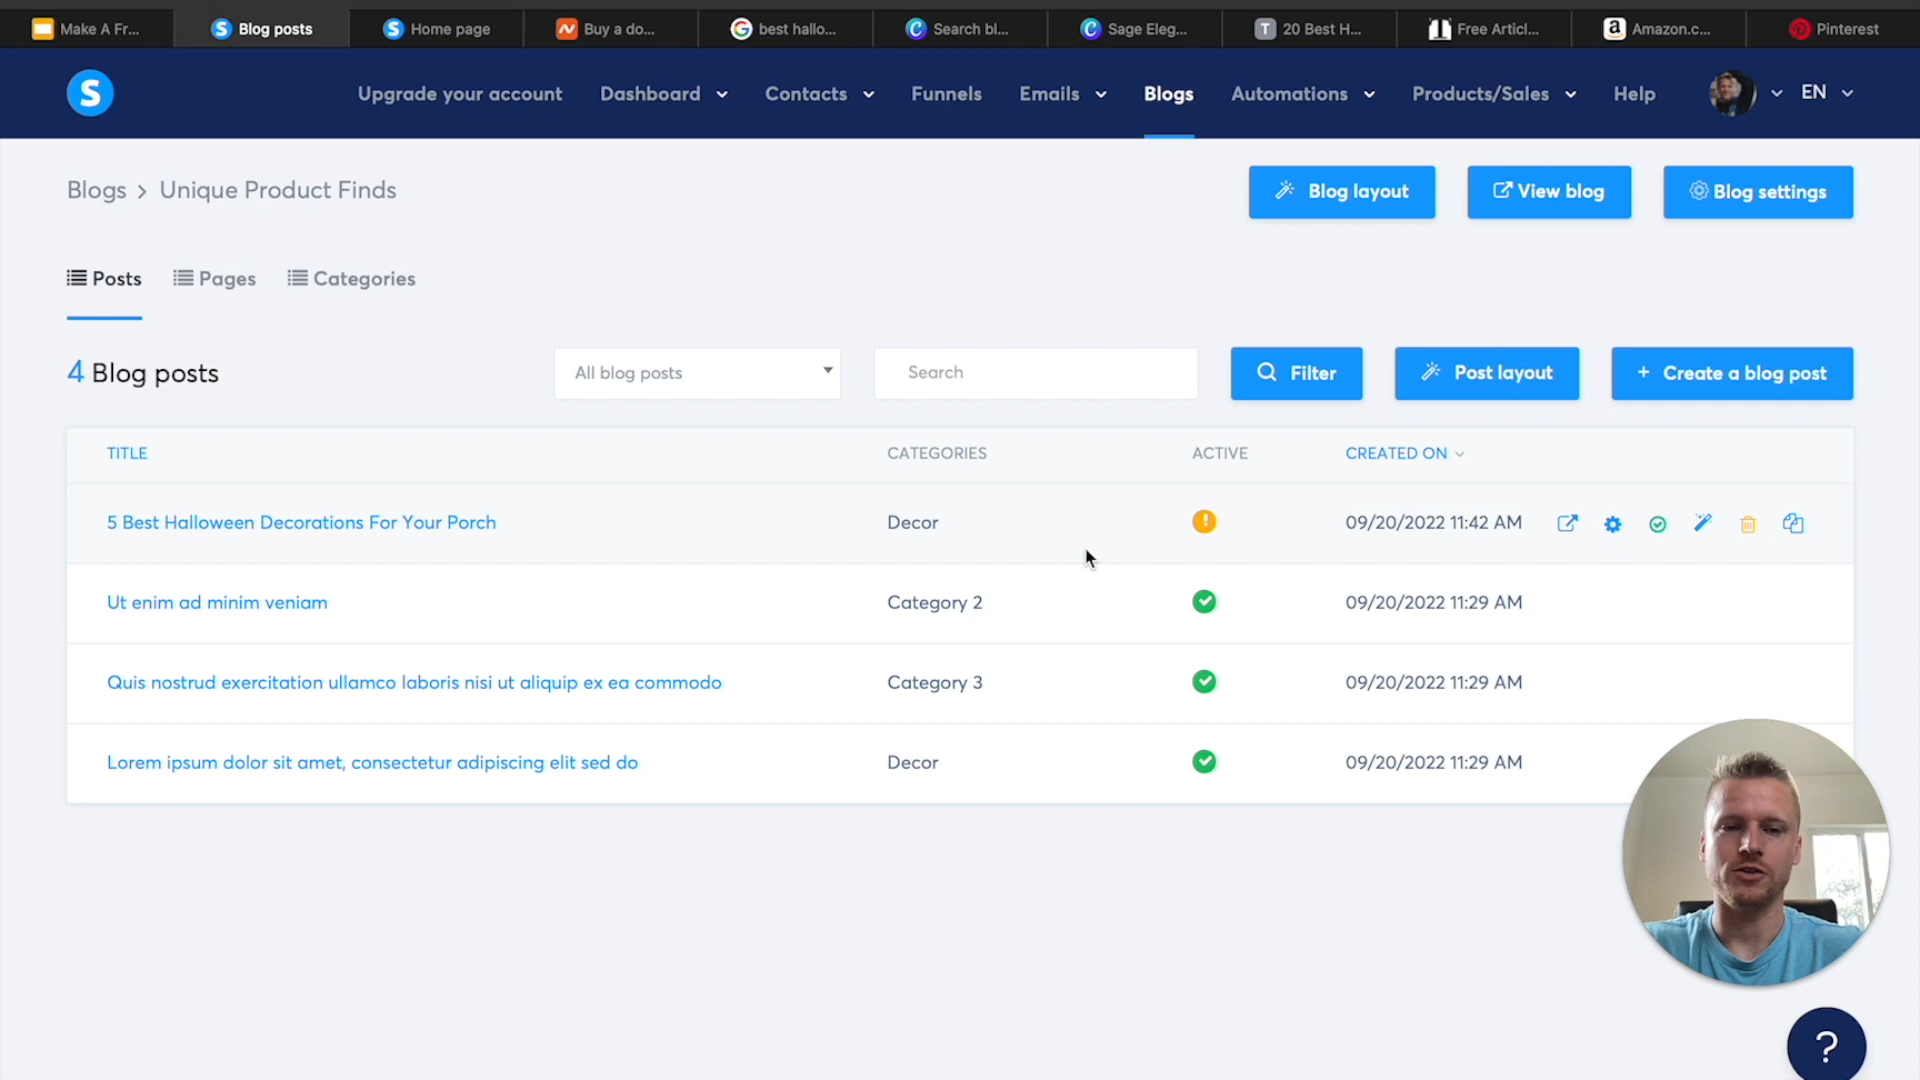 Make A Fr... Blog posts Home page Buy a do... best hallo... Search bl... Sage Eleg... 20 Best H... Free Articl... Amazon.c... Pinterest
S Upgrade your account Dashboard Contacts Funnels Emails Blogs Automations Products/Sales Help EN
Blogs > Unique Product Finds Blog layout View blog Blog settings
Posts Pages Categories
4 Blog posts All blog posts Search Filter Post layout + Create a blog post
TITLE CATEGORIES ACTIVE CREATED ON
5 Best Halloween Decorations For Your Porch Decor 09/20/2022 11:42 AM
Ut enim ad minim veniam Category 2 09/20/2022 11:29 AM
Quis nostrud exercitation ullamco laboris nisi ut aliquip ex ea commodo Category 3 09/20/2022 11:29 AM
Lorem ipsum dolor sit amet, consectetur adipiscing elit sed do Decor 09/20/2022 11:29 AM
?